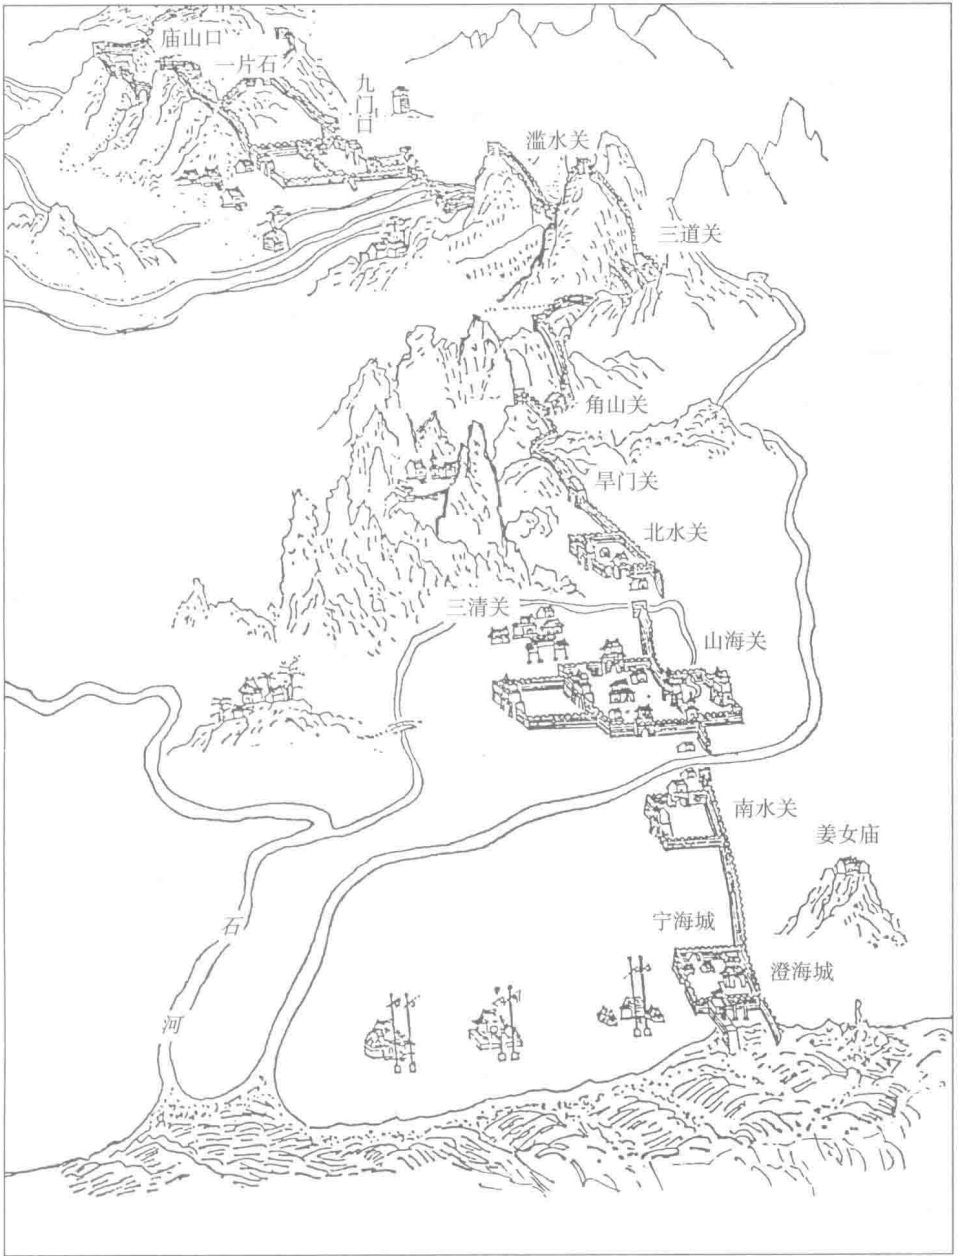 庙山口
一片石
九门口
滥水关
三道关
角山关
旱门关
北水关
三清关
山海关
南水关
姜女庙
宁海城
澄海城
石
河